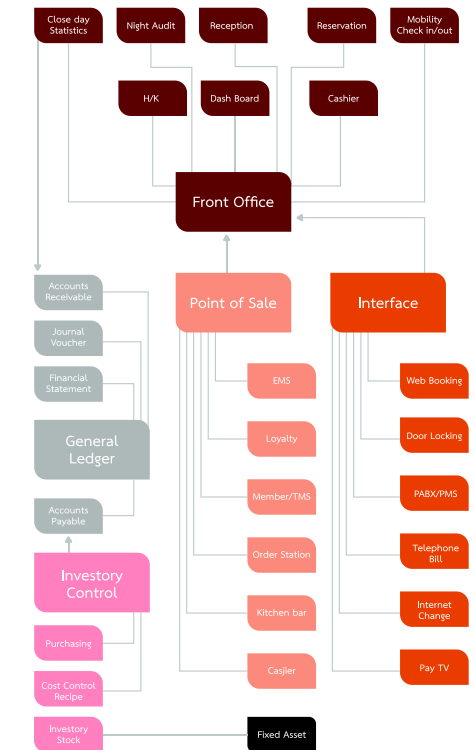 Close day
Statistics
Night Audit
Reception
Reservation
Mobility
Check in/out
H/K
Dash Board
Cashier
Front Office
Accounts
Receivable
Journal
Voucher
Financial
Statement
General
Ledger
Accounts
Payable
Investory
Control
Purchasing
Cost Control
Recipe
Investory
Stock
Point of Sale
EMS
Loyalty
Member/TMS
Order Station
Kitchen bar
Casjier
Fixed Asset
Interface
Web Booking
Door Locking
PABX/PMS
Telephone
Bill
Internet
Change
Pay TV